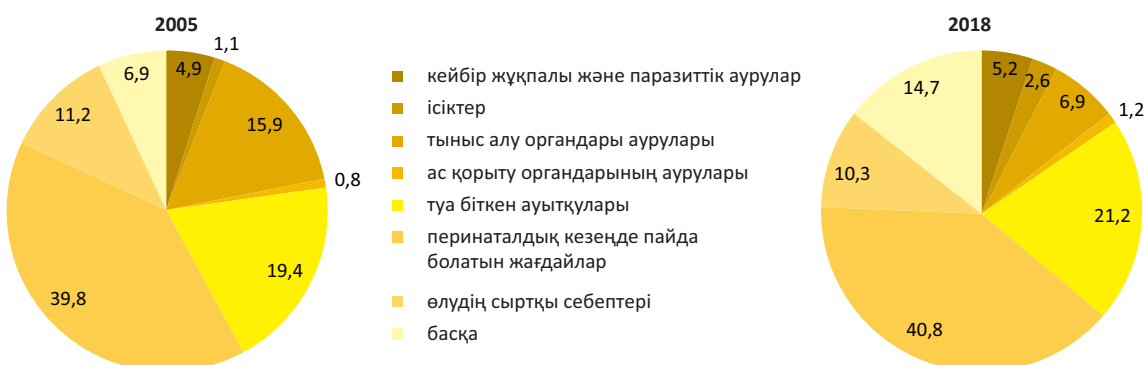 2005
4,9
1,1
15,9
0,8
19,4
39,8
11,2
6,9
кейбір жұқпалы және паразиттік аурулар
ісіктер
тыныс алу органдары аурулары
ас қорыту органдарының аурулары
туа біткен ауытқулары
перинаталдық кезеңде пайда
болатын жағдайлар
өлудің сыртқы себептері
басқа
2018
5,2
2,6
6,9
1,2
21,2
40,8
10,3
14,7